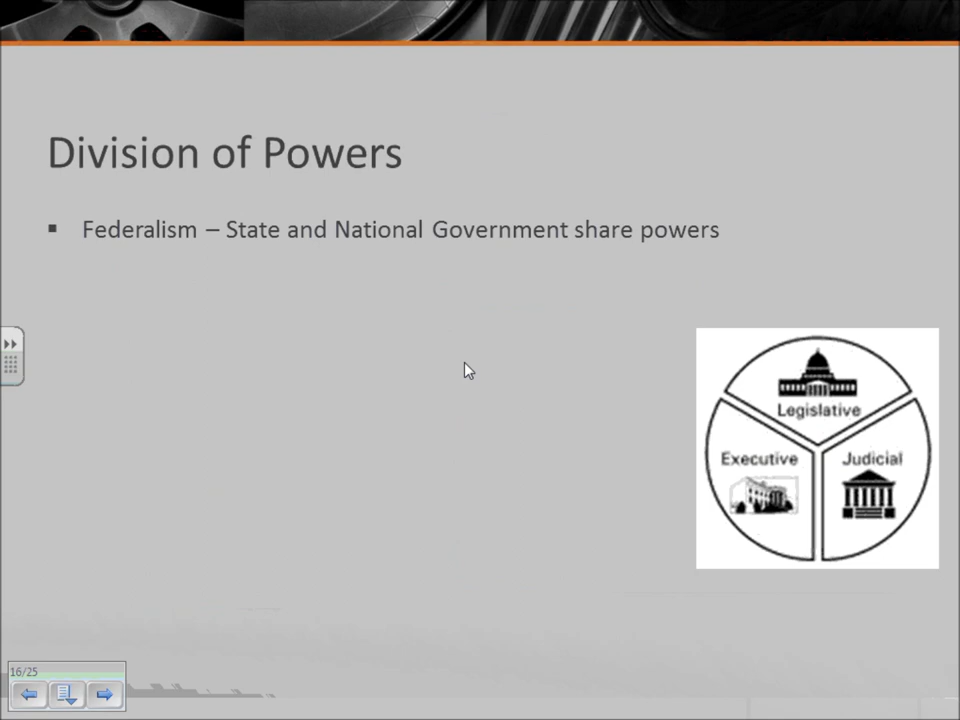 Division of Powers
▪ Federalism – State and National Government share powers
Legislative
Executive
Judicial
16/25